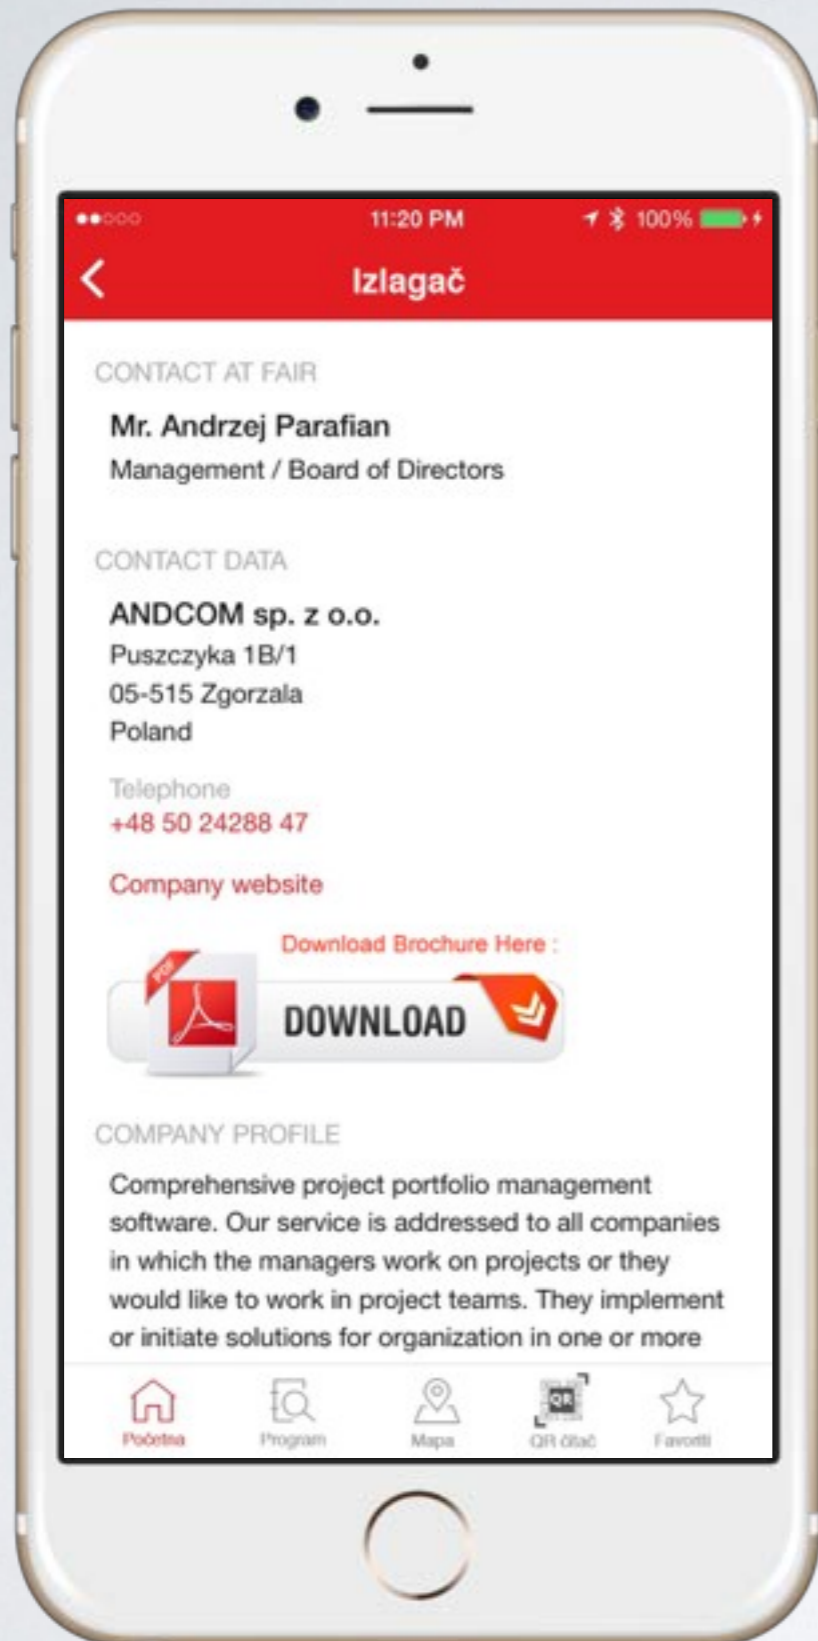 11:20 PM 100%
Izlagač
CONTACT AT FAIR
Mr. Andrzej Parafian
Management / Board of Directors
CONTACT DATA
ANDCOM sp. z o.o.
Puszczyka 1B/1
05-515 Zgorzala
Poland
Telephone
+48 50 24288 47
Company website
Download Brochure Here :
PDF
DOWNLOAD
COMPANY PROFILE
Comprehensive project portfolio management
software. Our service is addressed to all companies
in which the managers work on projects or they
would like to work in project teams. They implement
or initiate solutions for organization in one or more
QR
Početna Program Mapa QR čitač Favoriti